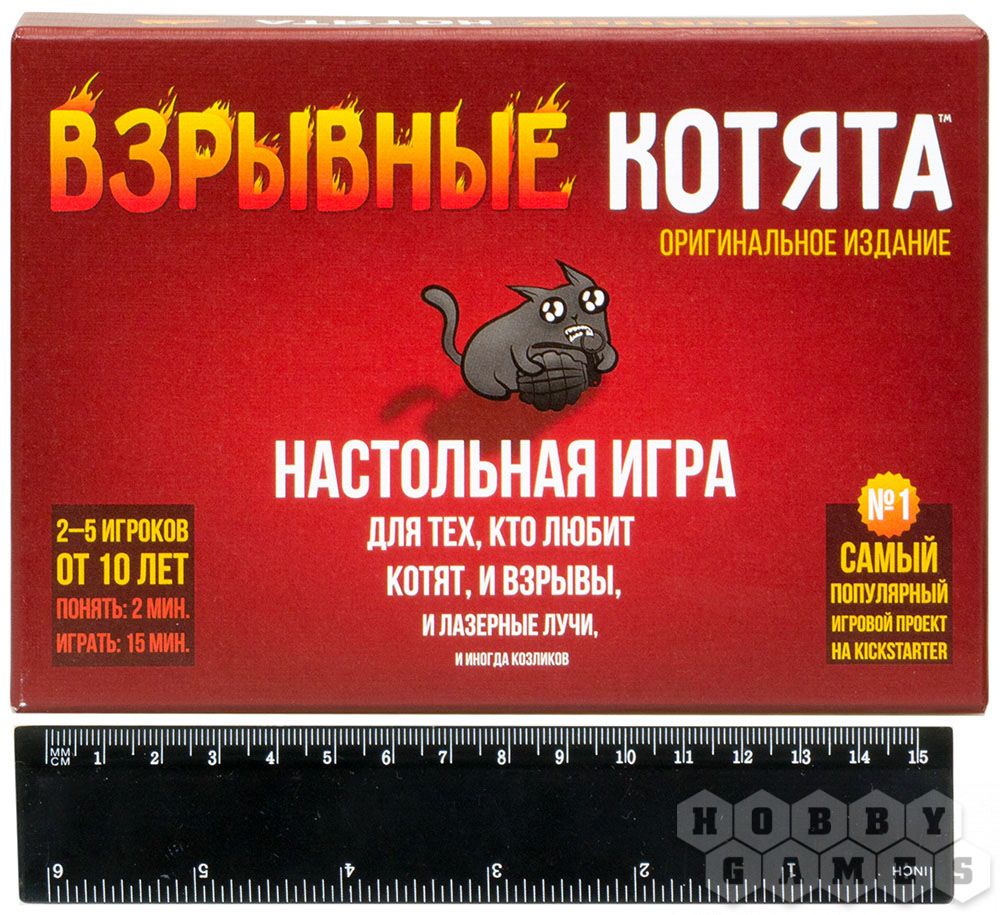 ВЗРЫВНЫЕ КОТЯТА™
ОРИГИНАЛЬНОЕ ИЗДАНИЕ
НАСТОЛЬНАЯ ИГРА
ДЛЯ ТЕХ, КТО ЛЮБИТ
КОТЯТ, И ВЗРЫВЫ,
И ЛАЗЕРНЫЕ ЛУЧИ,
И ИНОГДА КОЗЛИКОВ
2–5 ИГРОКОВ
ОТ 10 ЛЕТ
ПОНЯТЬ: 2 МИН.
ИГРАТЬ: 15 МИН.
№1
САМЫЙ
ПОПУЛЯРНЫЙ
ИГРОВОЙ ПРОЕКТ
НА KICKSTARTER
MM
CM 1 2 3 4 5 6 7 8 9 10 11 12 13 14 15
HOBBY
GAMES
6 5 4 3 2 1 INCH